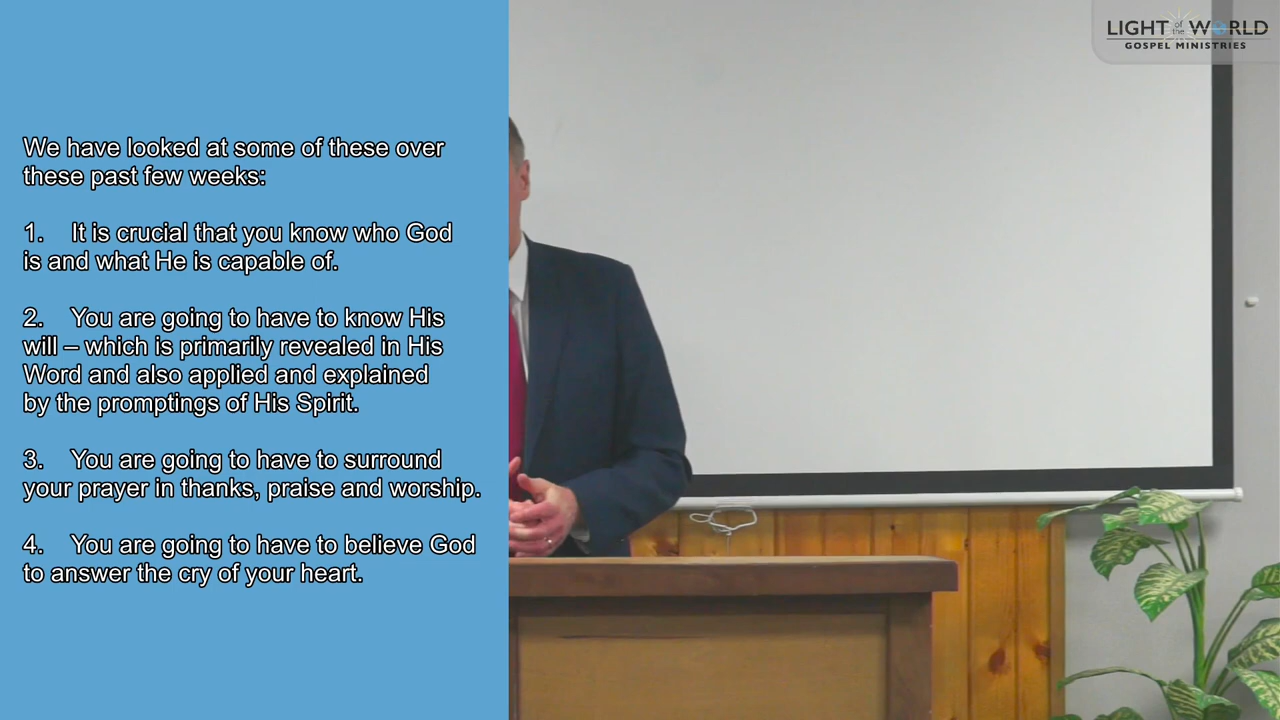 LIGHT of the WORLD
GOSPEL MINISTRIES
We have looked at some of these over
these past few weeks:
1. It is crucial that you know who God
is and what He is capable of.
2. You are going to have to know His
will – which is primarily revealed in His
Word and also applied and explained
by the promptings of His Spirit.
3. You are going to have to surround
your prayer in thanks, praise and worship.
4. You are going to have to believe God
to answer the cry of your heart.